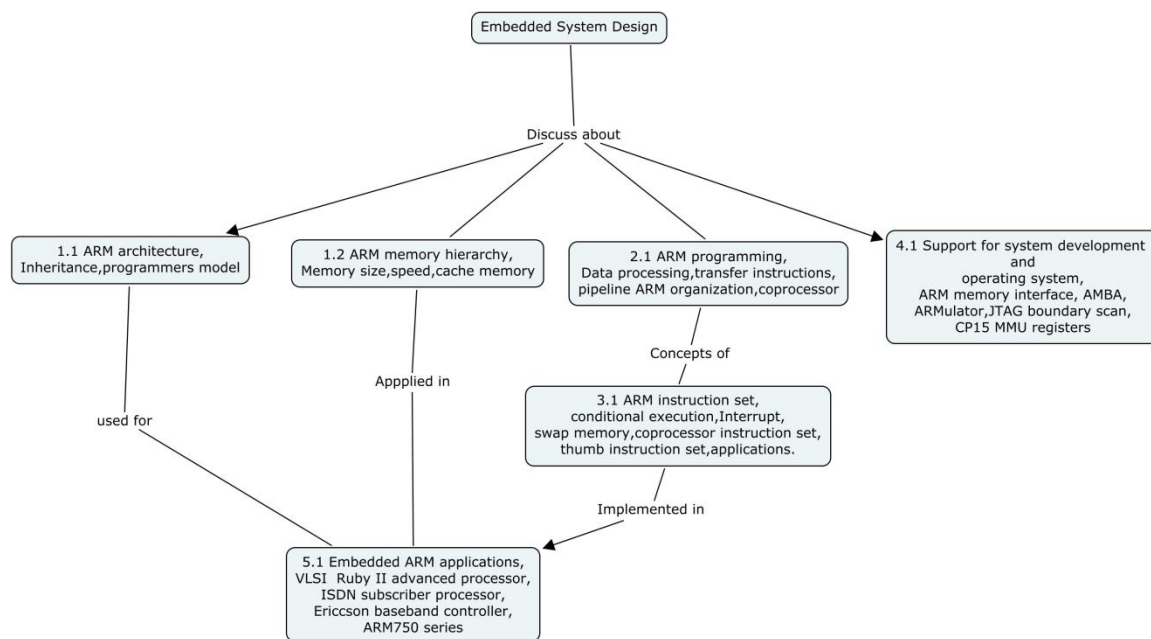 Embedded System Design
Discuss about
1.1 ARM architecture,
Inheritance,programmers model
1.2 ARM memory hierarchy,
Memory size,speed,cache memory
2.1 ARM programming,
Data processing,transfer instructions,
pipeline ARM organization,coprocessor
4.1 Support for system development
and
operating system,
ARM memory interface, AMBA,
ARMulator,JTAG boundary scan,
CP15 MMU registers
used for
Appplied in
Concepts of
3.1 ARM instruction set,
conditional execution,Interrupt,
swap memory,coprocessor instruction set,
thumb instruction set,applications.
Implemented in
5.1 Embedded ARM applications,
VLSI Ruby II advanced processor,
ISDN subscriber processor,
Ericcson baseband controller,
ARM750 series